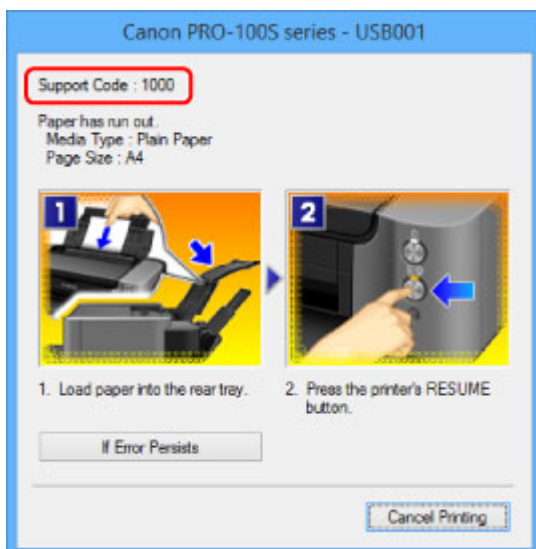 Canon PRO-100S series - USB001
Support Code : 1000
Paper has run out.
Media Type : Plain Paper
Page Size : A4
1
2
1. Load paper into the rear tray.
2. Press the printer's RESUME
button.
If Error Persists
Cancel Printing